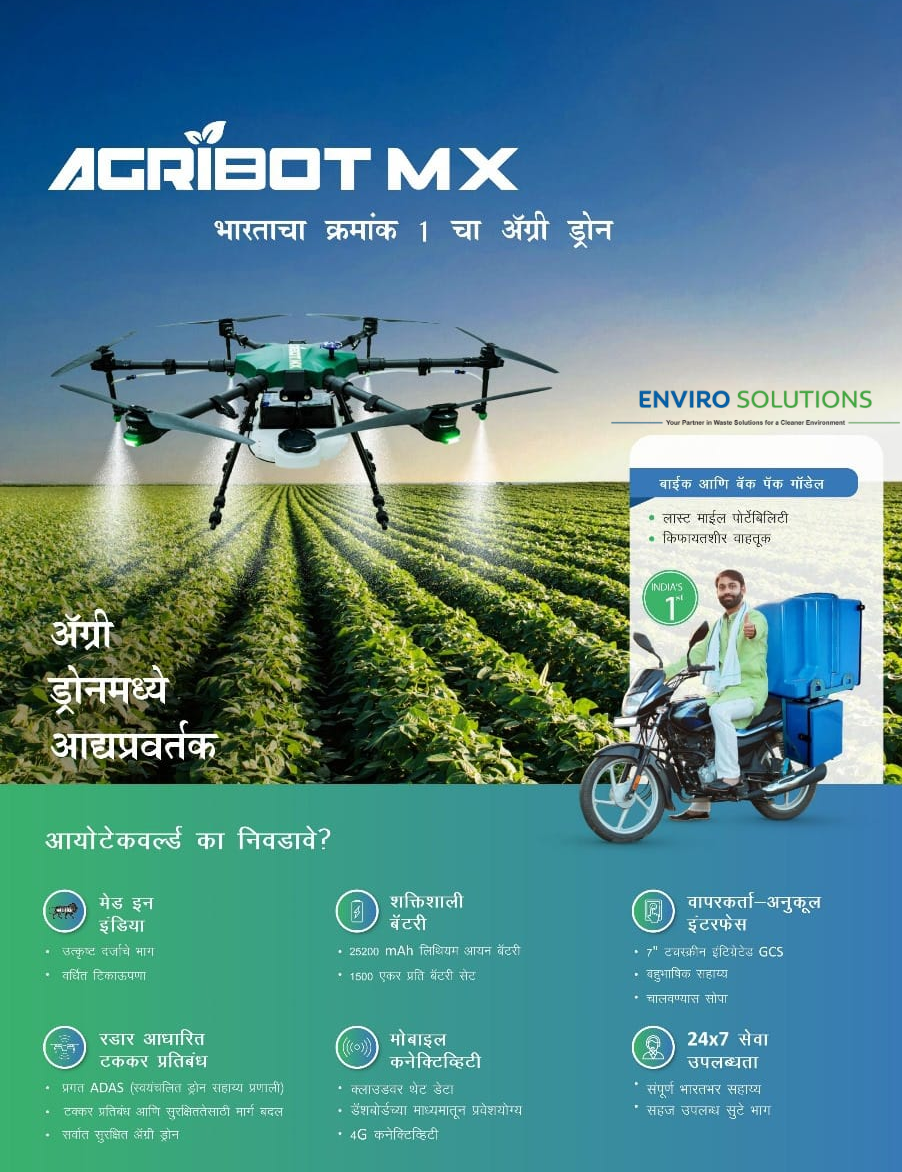 AGRIBOT MX
भारताचा क्रमांक 1 चा ॲग्री ड्रोन
ENVIRO SOLUTIONS
Your Partner in Waste Solutions for a Cleaner Environment
बाईक आणि बॅक पॅक गॉडेल
• लास्ट माईल पोर्टेबिलिटी
• किफायतशीर वाहतूक
INDIA'S
1st
ॲग्री
ड्रोनमध्ये
आद्यप्रवर्तक
आयोटेकवर्ल्ड का निवडावे?
मेड इन
इंडिया
• उत्कृष्ट दर्जाचे भाग
• वर्धित टिकाऊपणा
शक्तिशाली
बॅटरी
• 25200 mAh लिथियम आयन बॅटरी
• 1500 एकर प्रति बॅटरी सेट
वापरकर्ता–अनुकूल
इंटरफेस
• 7" टचस्क्रीन इंटिग्रेटेड GCS
• बहुभाषिक सहाय्य
• चालवण्यास सोपा
रडार आधारित
टक्कर प्रतिबंध
• प्रगत ADAS (स्वयंचलित ड्रोन सहाय्य प्रणाली)
• टक्कर प्रतिबंध आणि सुरक्षिततेसाठी मार्ग बदल
• सर्वात सुरक्षित ॲग्री ड्रोन
मोबाइल
कनेक्टिव्हिटी
• क्लाउडवर थेट डेटा
• डॅशबोर्डच्या माध्यमातून प्रवेशयोग्य
• 4G कनेक्टिव्हिटी
24x7 सेवा
उपलब्धता
• संपूर्ण भारतभर सहाय्य
• सहज उपलब्ध सुटे भाग